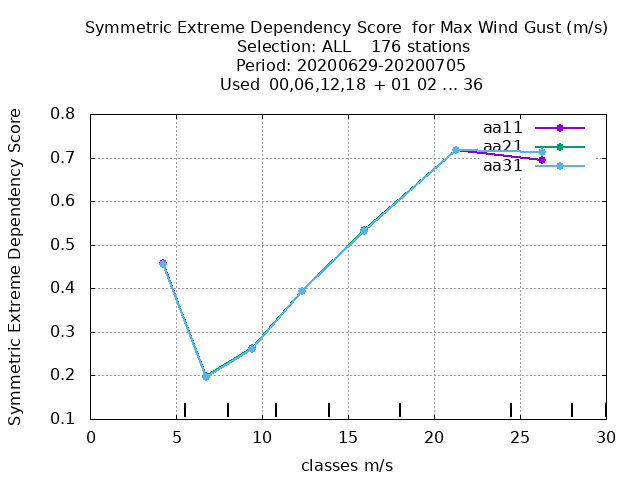 Symmetric Extreme Dependency Score for Max Wind Gust (m/s)
Selection: ALL 176 stations
Period: 20200629-20200705
Used 00,06,12,18 + 01 02 ... 36
Symmetric Extreme Dependency Score
0.8
0.7
0.6
0.5
0.4
0.3
0.2
0.1
aa11
aa21
aa31
0 5 10 15 20 25 30
classes m/s